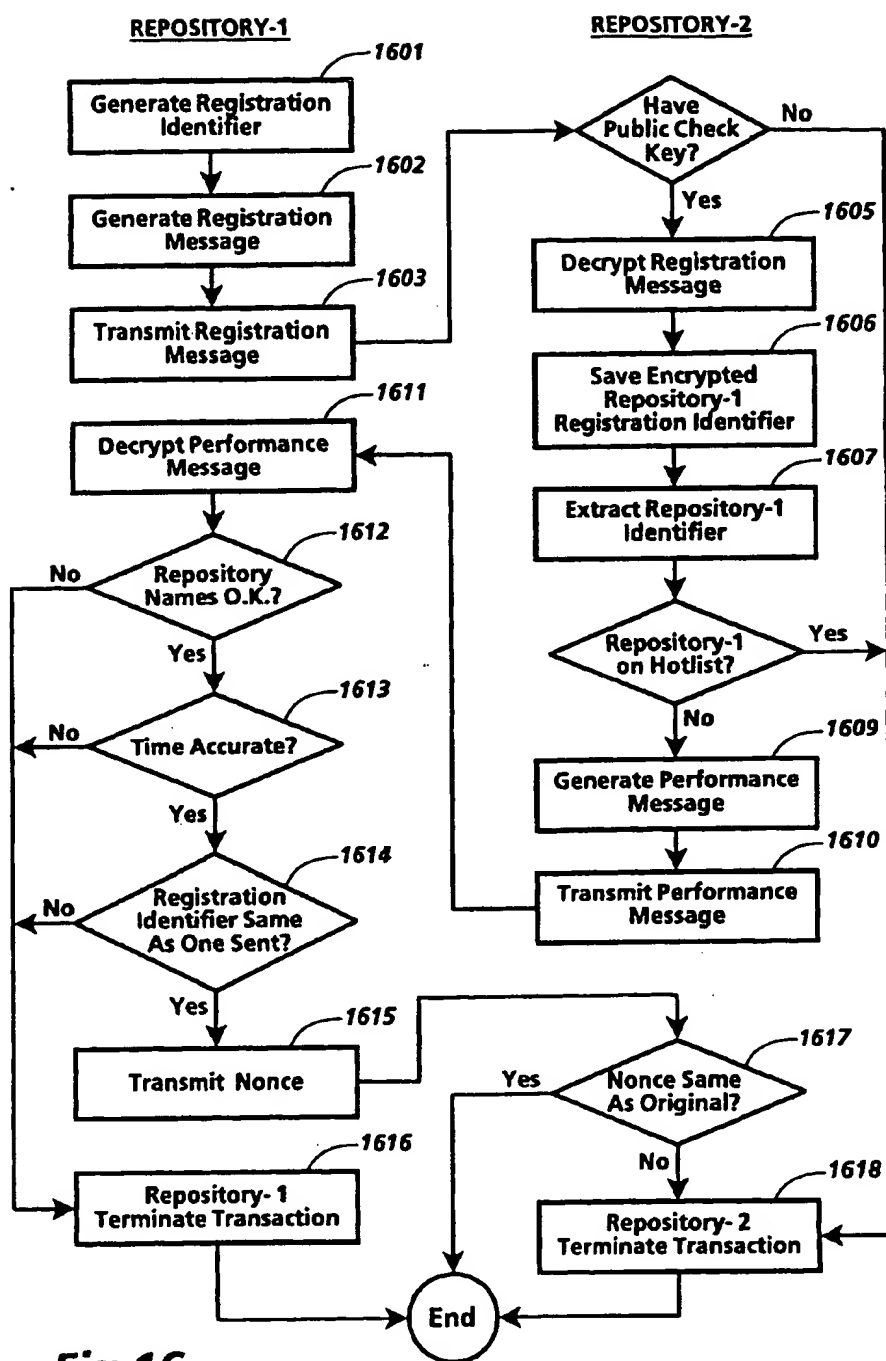 REPOSITORY-1
1601
Generate Registration
Identifier
1602
Generate Registration
Message
1603
Transmit Registration
Message
1611
Decrypt Performance
Message
1612
Repository
Names O.K.?
No
Yes
1613
Time Accurate?
No
Yes
1614
Registration
Identifier Same
As One Sent?
No
Yes
1615
Transmit Nonce
1616
Repository- 1
Terminate Transaction
REPOSITORY-2
Have
Public Check
Key?
No
Yes
1605
Decrypt Registration
Message
1606
Save Encrypted
Repository-1
Registration Identifier
1607
Extract Repository-1
Identifier
Repository-1
on Hotlist?
Yes
No
1609
Generate Performance
Message
1610
Transmit Performance
Message
1617
Nonce Same
As Original?
Yes
No
1618
Repository- 2
Terminate Transaction
End